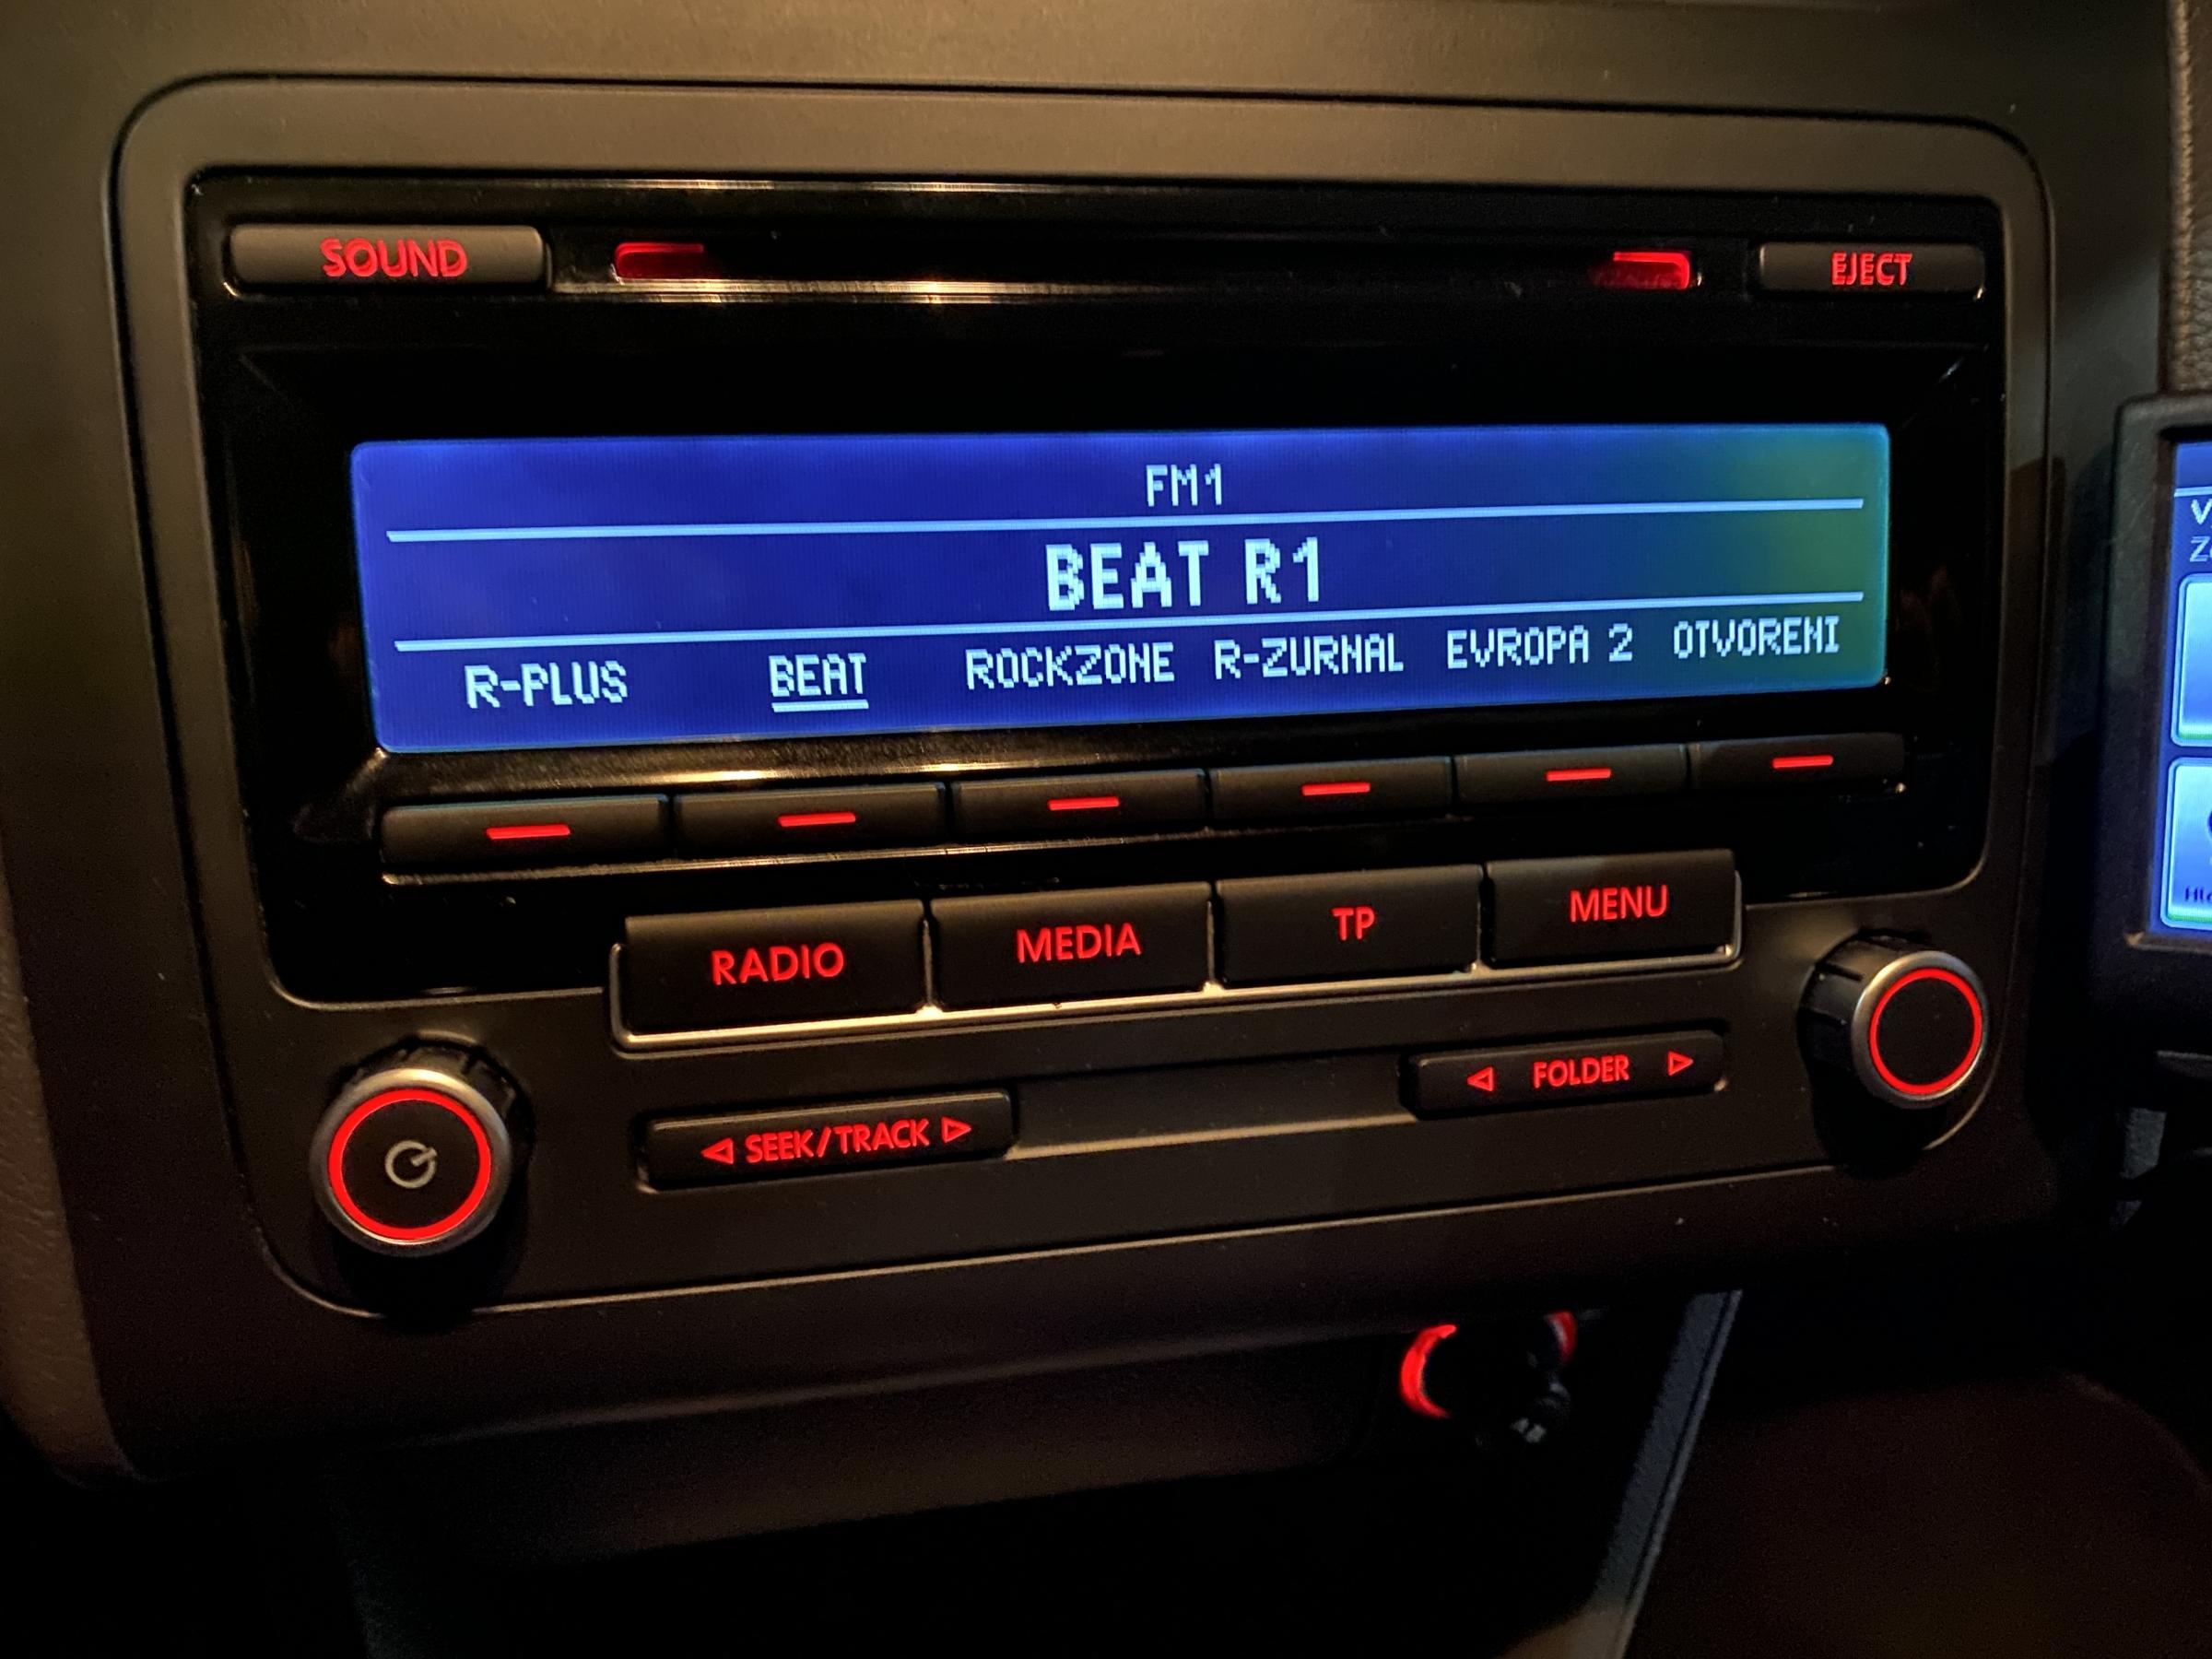 SOUND
EJECT
FM1
BEAT R1
R-PLUS BEAT ROCKZONE R-ZURNAL EVROPA 2 OTVORENI
RADIO MEDIA TP MENU
SEEK/TRACK
FOLDER